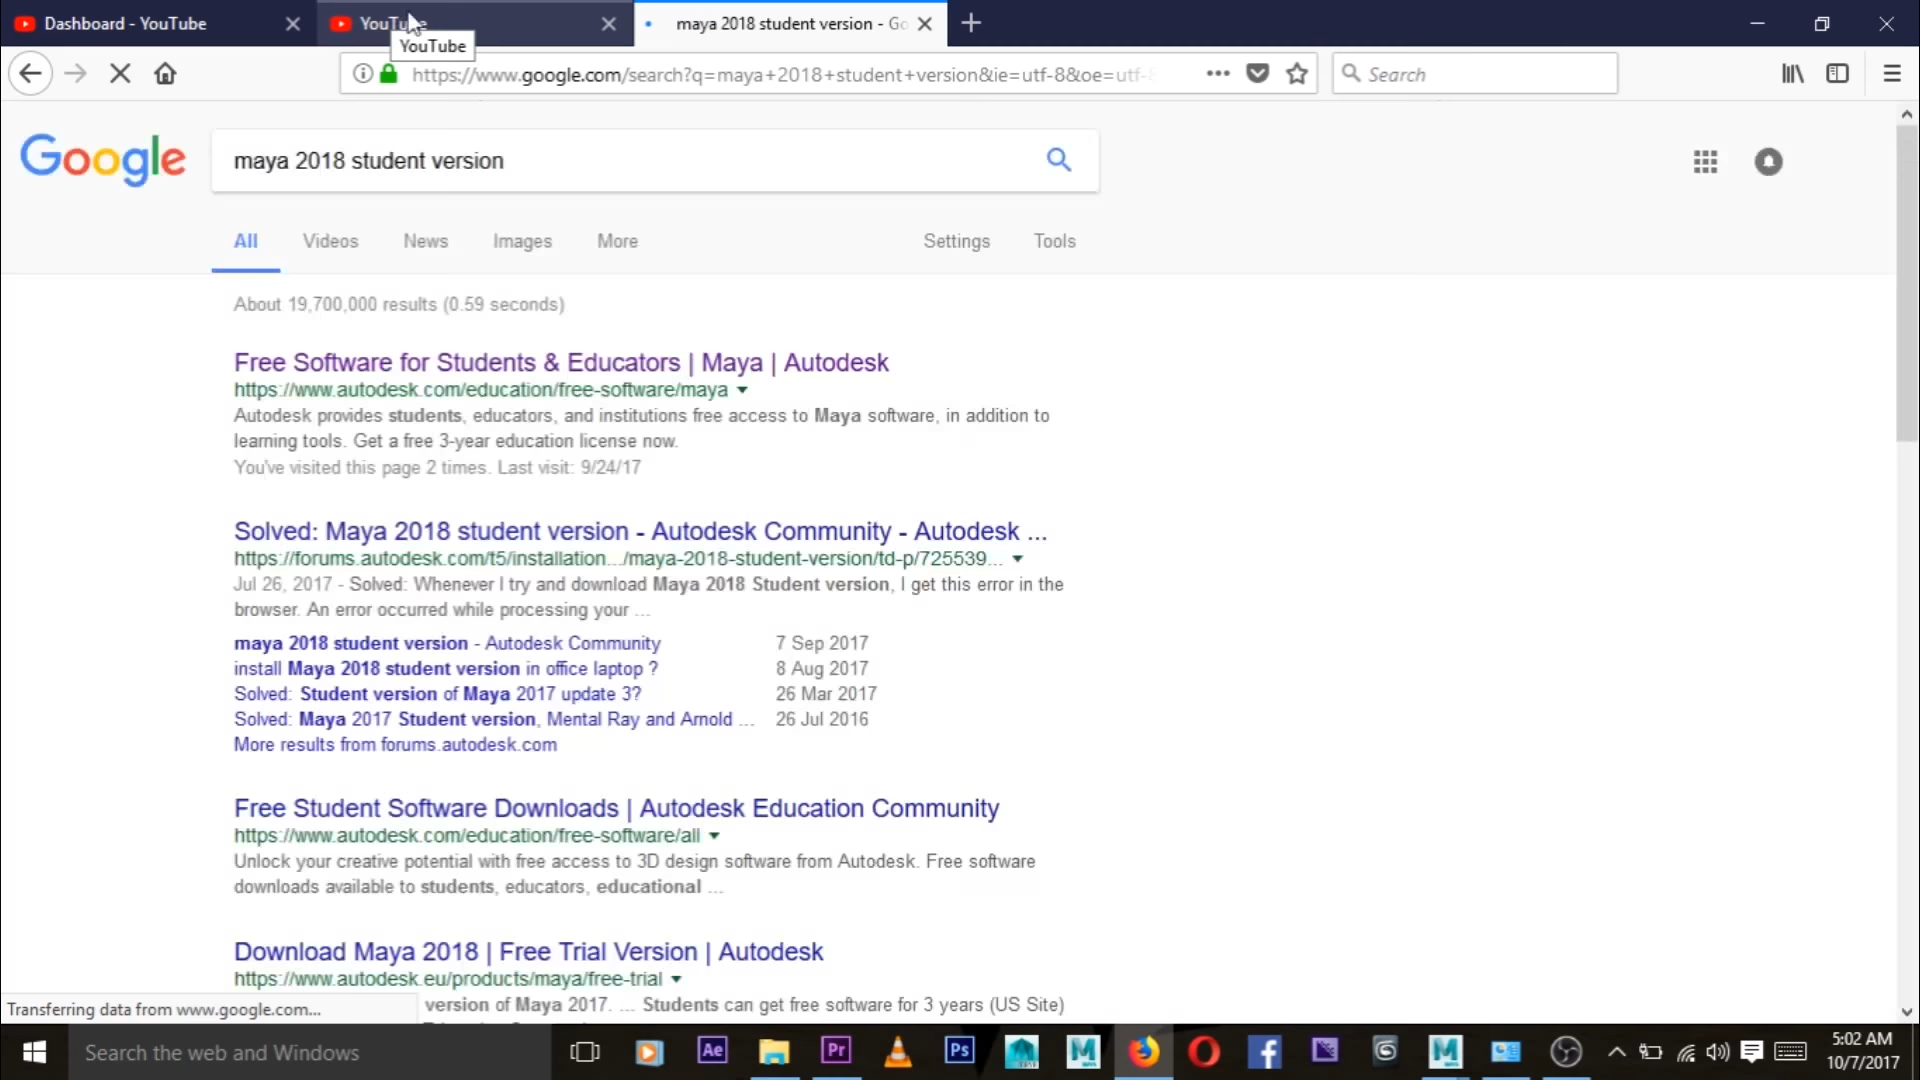 Dashboard - YouTube
YouTube
maya 2018 student version - Go
YouTube
https://www.google.com/search?q=maya+2018+student+version&ie=utf-8&oe=utf-8
Search
Google
maya 2018 student version
All
Videos
News
Images
More
Settings
Tools
About 19,700,000 results (0.59 seconds)
Free Software for Students & Educators | Maya | Autodesk
https://www.autodesk.com/education/free-software/maya
Autodesk provides students, educators, and institutions free access to Maya software, in addition to
learning tools. Get a free 3-year education license now.
You've visited this page 2 times. Last visit: 9/24/17
Solved: Maya 2018 student version - Autodesk Community - Autodesk ...
https://forums.autodesk.com/t5/installation.../maya-2018-student-version/td-p/725539...
Jul 26, 2017 - Solved: Whenever I try and download Maya 2018 Student version, I get this error in the
browser. An error occurred while processing your ...
maya 2018 student version - Autodesk Community 7 Sep 2017
install Maya 2018 student version in office laptop ? 8 Aug 2017
Solved: Student version of Maya 2017 update 3? 26 Mar 2017
Solved: Maya 2017 Student version, Mental Ray and Arnold ... 26 Jul 2016
More results from forums.autodesk.com
Free Student Software Downloads | Autodesk Education Community
https://www.autodesk.com/education/free-software/all
Unlock your creative potential with free access to 3D design software from Autodesk. Free software
downloads available to students, educators, educational ...
Download Maya 2018 | Free Trial Version | Autodesk
https://www.autodesk.eu/products/maya/free-trial
version of Maya 2017. ... Students can get free software for 3 years (US Site)
Transferring data from www.google.com...
Search the web and Windows
Ae
Pr
Ps
M
M
5:02 AM
10/7/2017